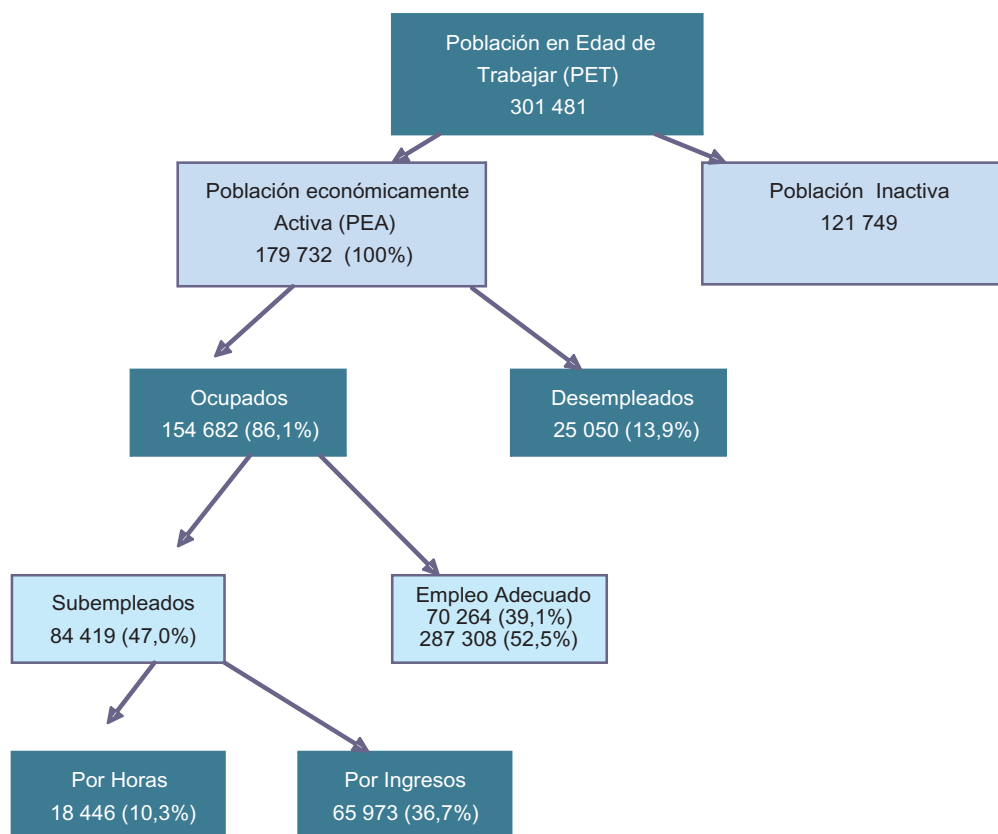 Población en Edad de
Trabajar (PET)
301 481
Población económicamente
Activa (PEA)
179 732 (100%)
Población Inactiva
121 749
Ocupados
154 682 (86,1%)
Desempleados
25 050 (13,9%)
Subempleados
84 419 (47,0%)
Empleo Adecuado
70 264 (39,1%)
287 308 (52,5%)
Por Horas
18 446 (10,3%)
Por Ingresos
65 973 (36,7%)